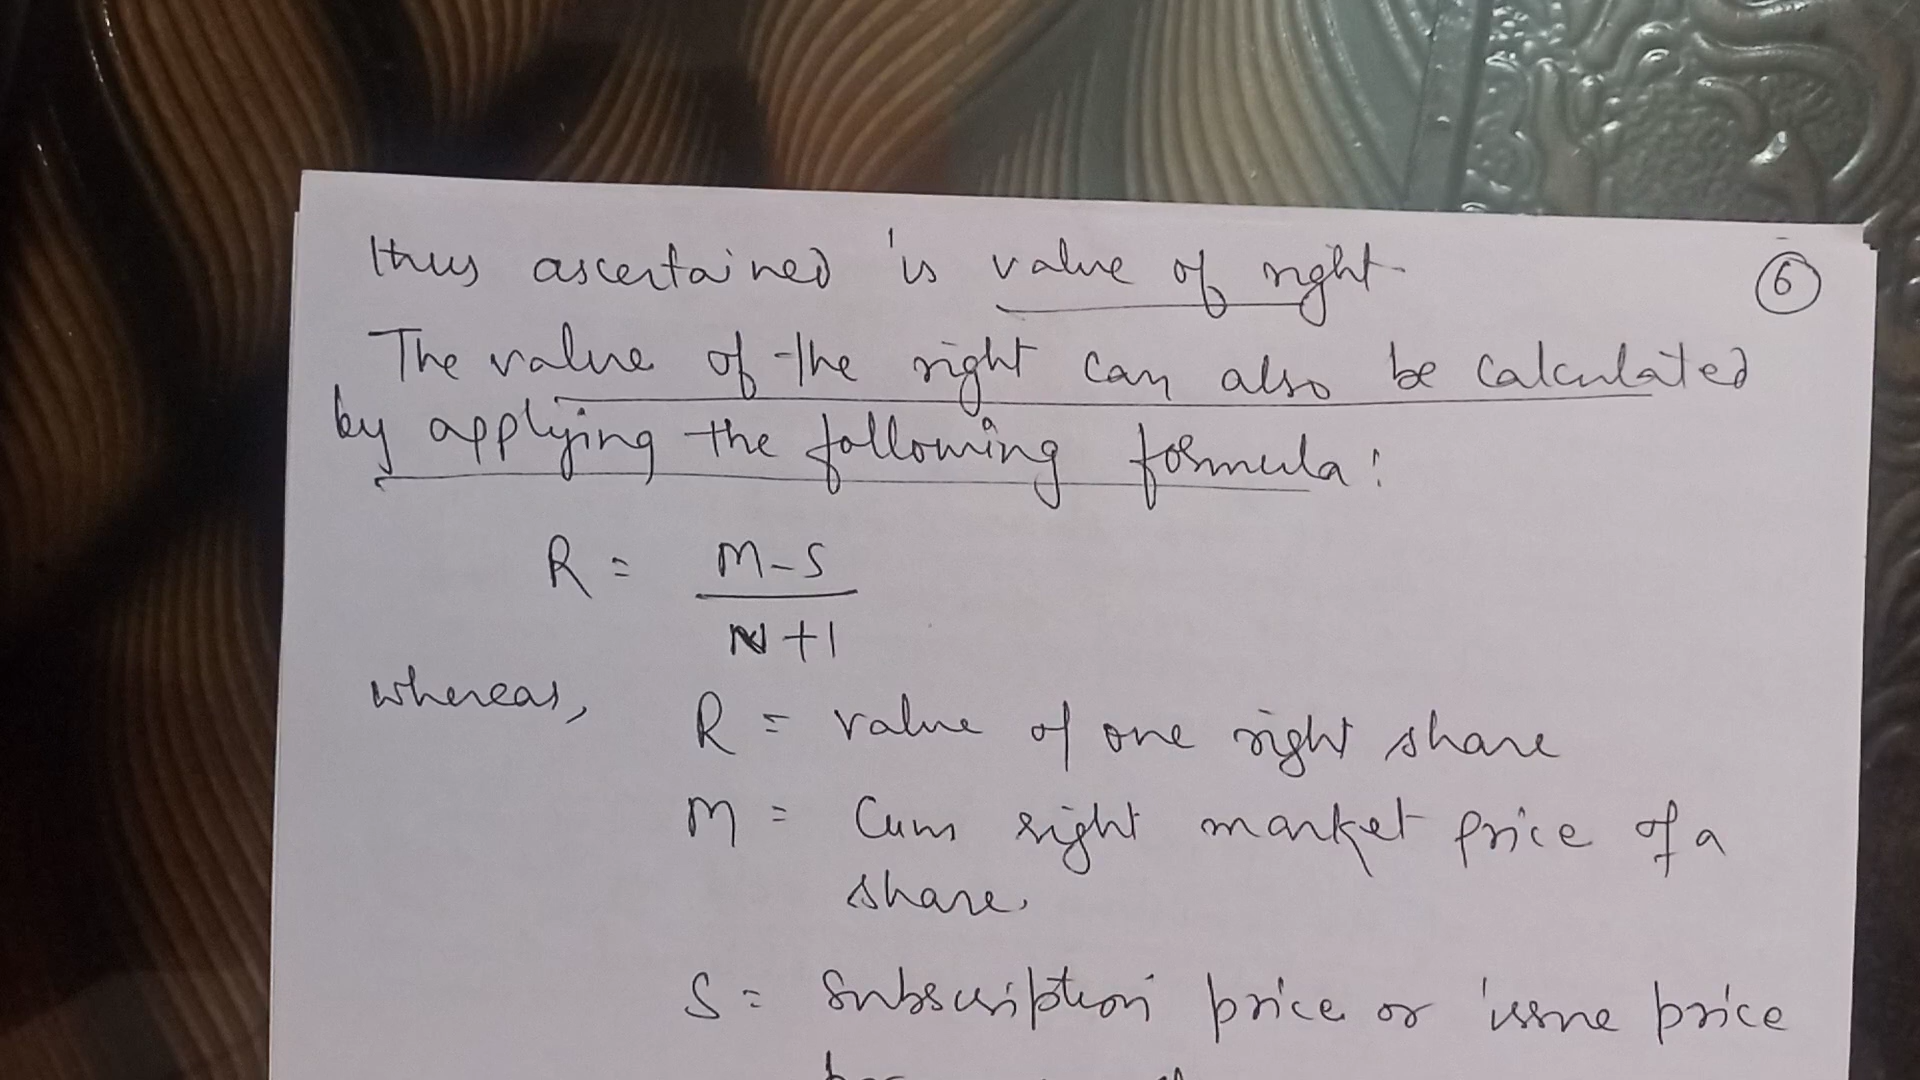 thus ascertained is value of right
6
The value of the right can also be calculated
by applying the following formula:
R = M-S
N+1
whereas,
R = value of one right share
M = Cum right market price of a
share.
S = Subscription price or issue price